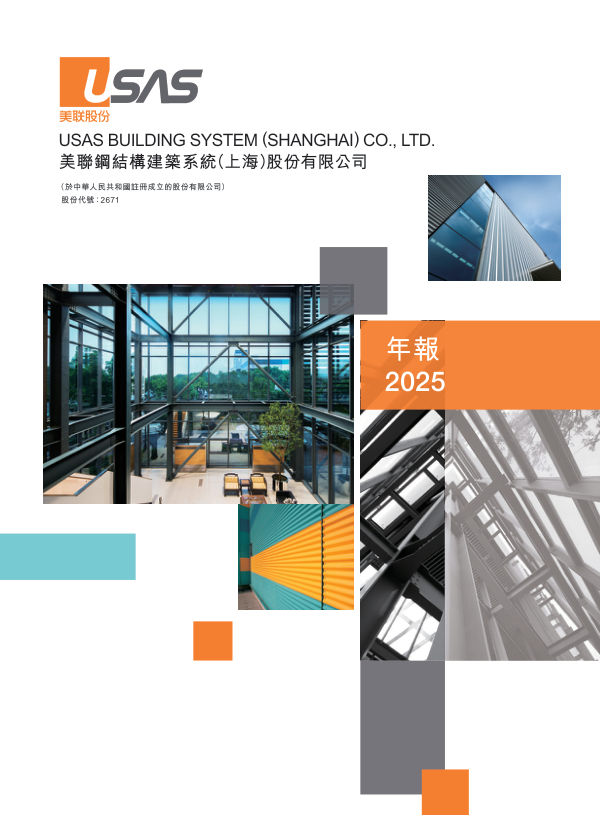 USAS
美联股份
USAS BUILDING SYSTEM (SHANGHAI) CO., LTD.
美聯鋼結構建築系統(上海)股份有限公司
(於中華人民共和國註冊成立的股份有限公司)
股份代號：2671
年報
2025